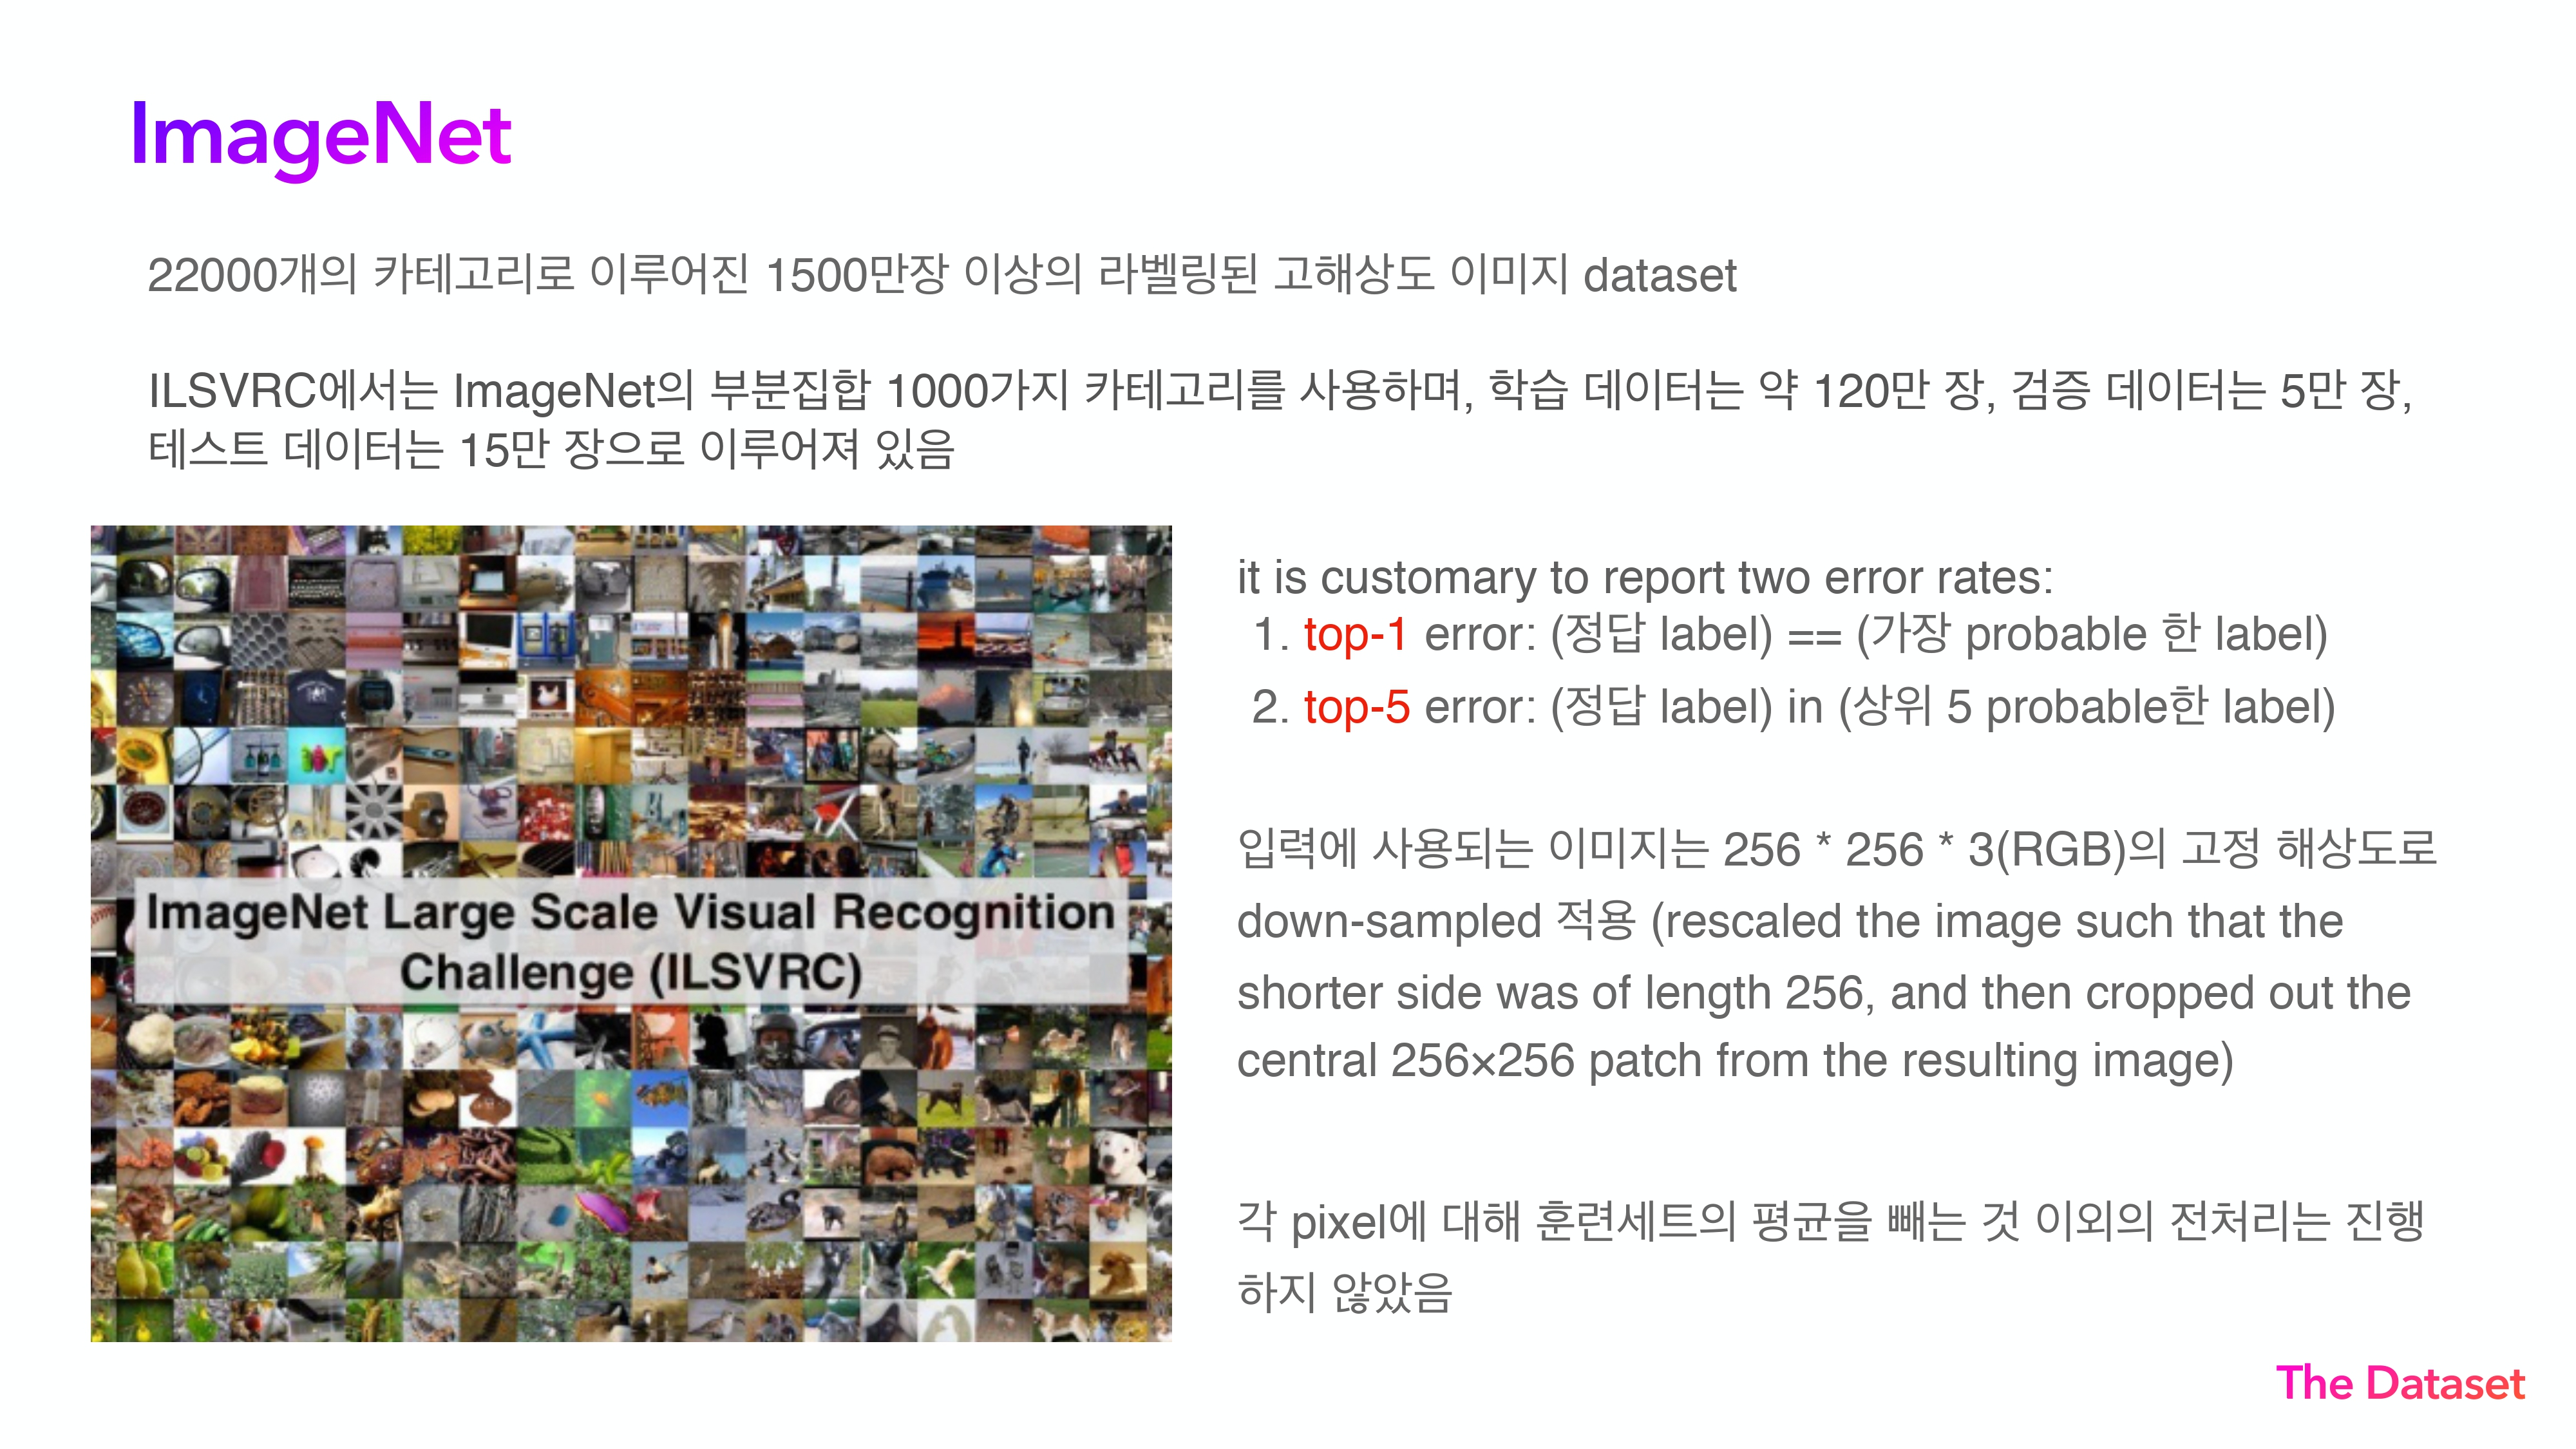 ImageNet
22000개의 카테고리로 이루어진 1500만장 이상의 라벨링된 고해상도 이미지 dataset
ILSVRC에서는 ImageNet의 부분집합 1000가지 카테고리를 사용하며, 학습 데이터는 약 120만 장, 검증 데이터는 5만 장,
테스트 데이터는 15만 장으로 이루어져 있음
ImageNet Large Scale Visual Recognition
Challenge (ILSVRC)
it is customary to report two error rates:
1. top-1 error: (정답 label) == (가장 probable 한 label)
2. top-5 error: (정답 label) in (상위 5 probable한 label)
입력에 사용되는 이미지는 256 * 256 * 3(RGB)의 고정 해상도로
down-sampled 적용 (rescaled the image such that the
shorter side was of length 256, and then cropped out the
central 256×256 patch from the resulting image)
각 pixel에 대해 훈련세트의 평균을 빼는 것 이외의 전처리는 진행
하지 않았음
The Dataset